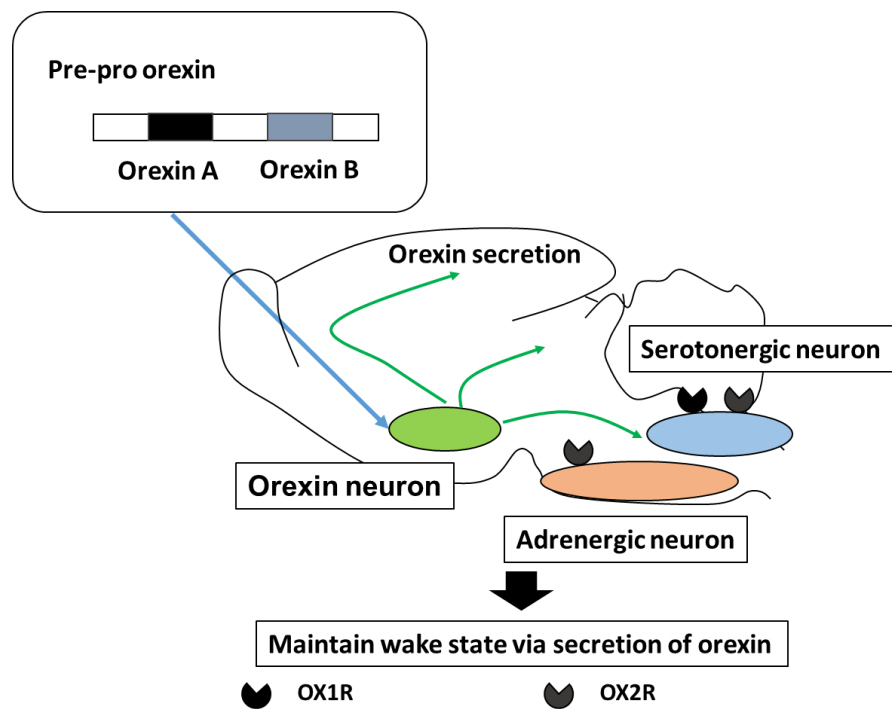 Pre-pro orexin
Orexin A
Orexin B
Orexin secretion
Serotonergic neuron
Orexin neuron
Adrenergic neuron
Maintain wake state via secretion of orexin
OX1R
OX2R